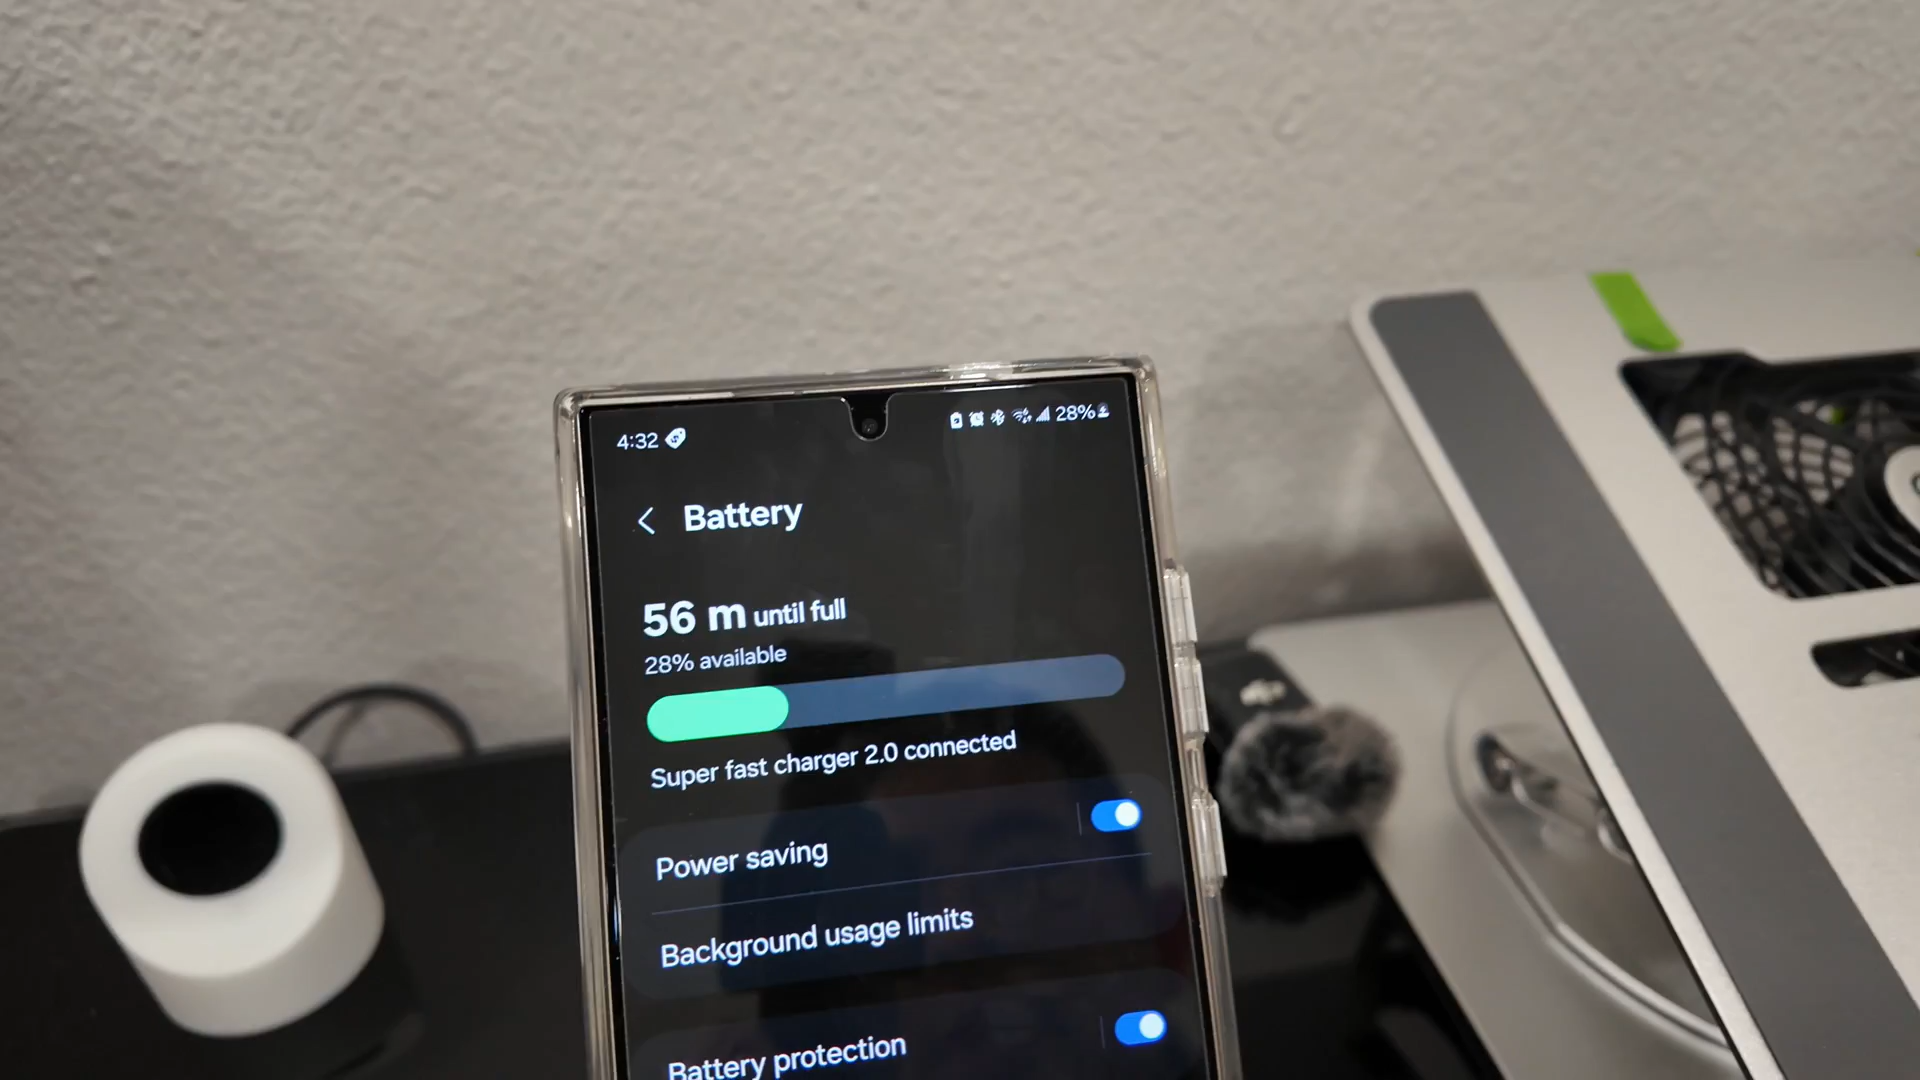 4:32
28%
Battery
56 m until full
28% available
Super fast charger 2.0 connected
Power saving
Background usage limits
Battery protection